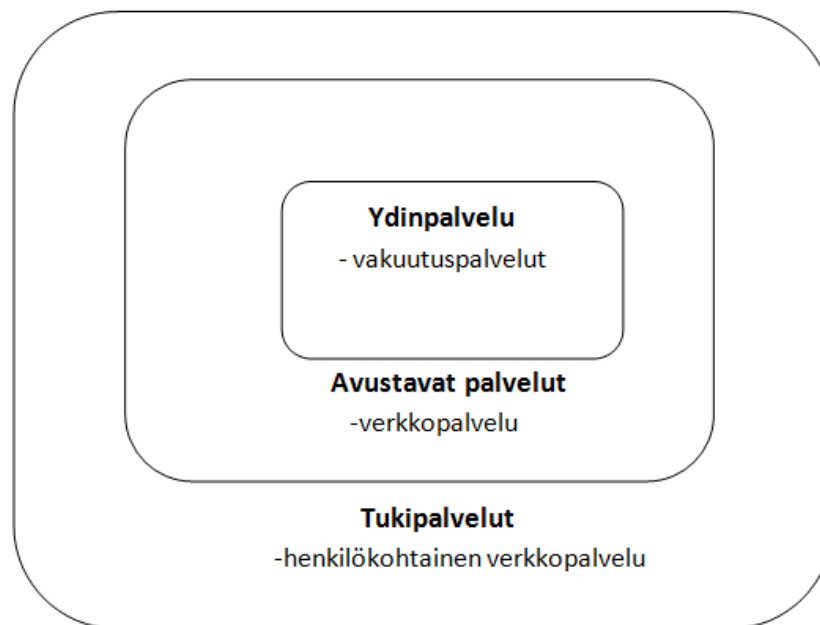 Ydinpalvelu
- vakuutuspalvelut
Avustavat palvelut
-verkkopalvelu
Tukipalvelut
-henkilökohtainen verkkopalvelu